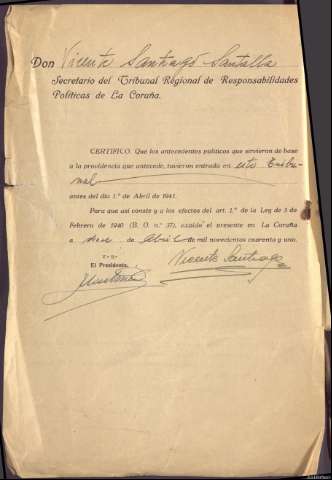 Don Vicente Santiago Santalla
Secretario del Tribunal Regional de Responsabilidades
Políticas de La Coruña.
CERTIFICO: Que los antecedentes políticos que sirvieron de base
a la providencia que antecede, tuvieron entrada en este Tribu-
nal
antes del día 1.º de Abril de 1941.
Para que así conste y a los efectos del art. 1.º de la Ley de
Febrero de 1940 (B. O. n.º 37), expido el presente en La Coruña
a de Abril de mil novecientos cuarenta y uno.
V.º B.º
El Presidente,
Vicente Santiago